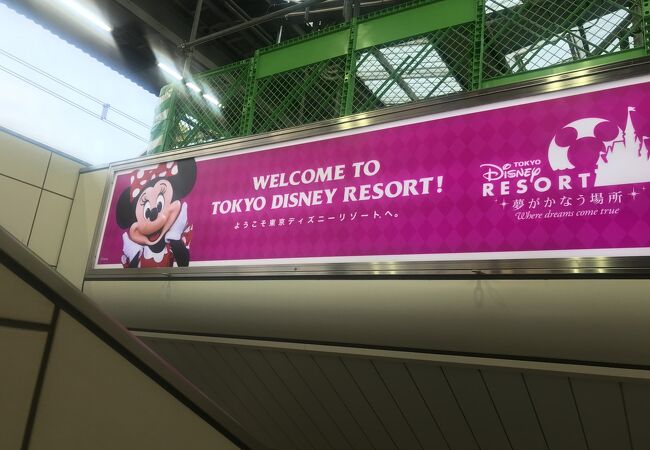 WELCOME TO
TOKYO DISNEY RESORT!
ようこそ東京ディズニーリゾートへ。
TOKYO
Disney
RESORT
夢がかなう場所
Where dreams come true